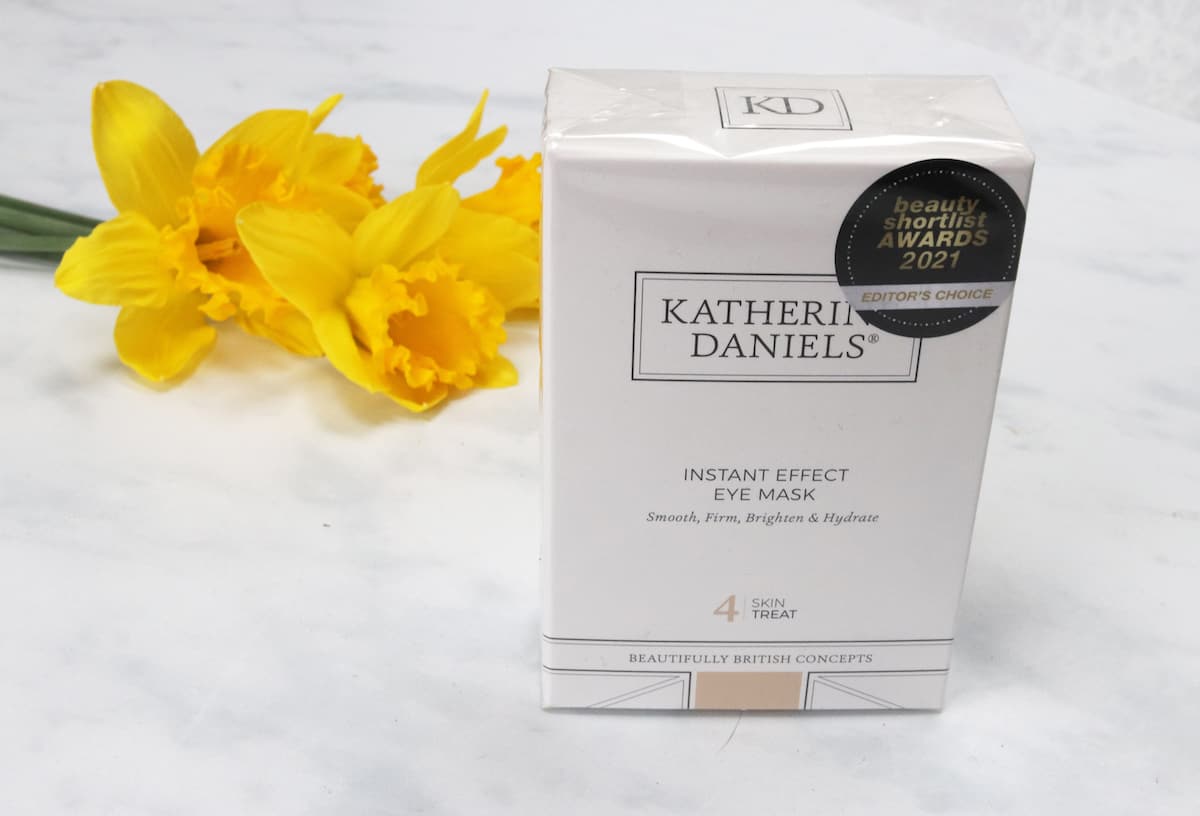 KD
beauty
shortlist
AWARDS
2021
EDITOR'S CHOICE
KATHERIN
DANIELS®
INSTANT EFFECT
EYE MASK
Smooth, Firm, Brighten & Hydrate
4 SKIN
TREAT
BEAUTIFULLY BRITISH CONCEPTS